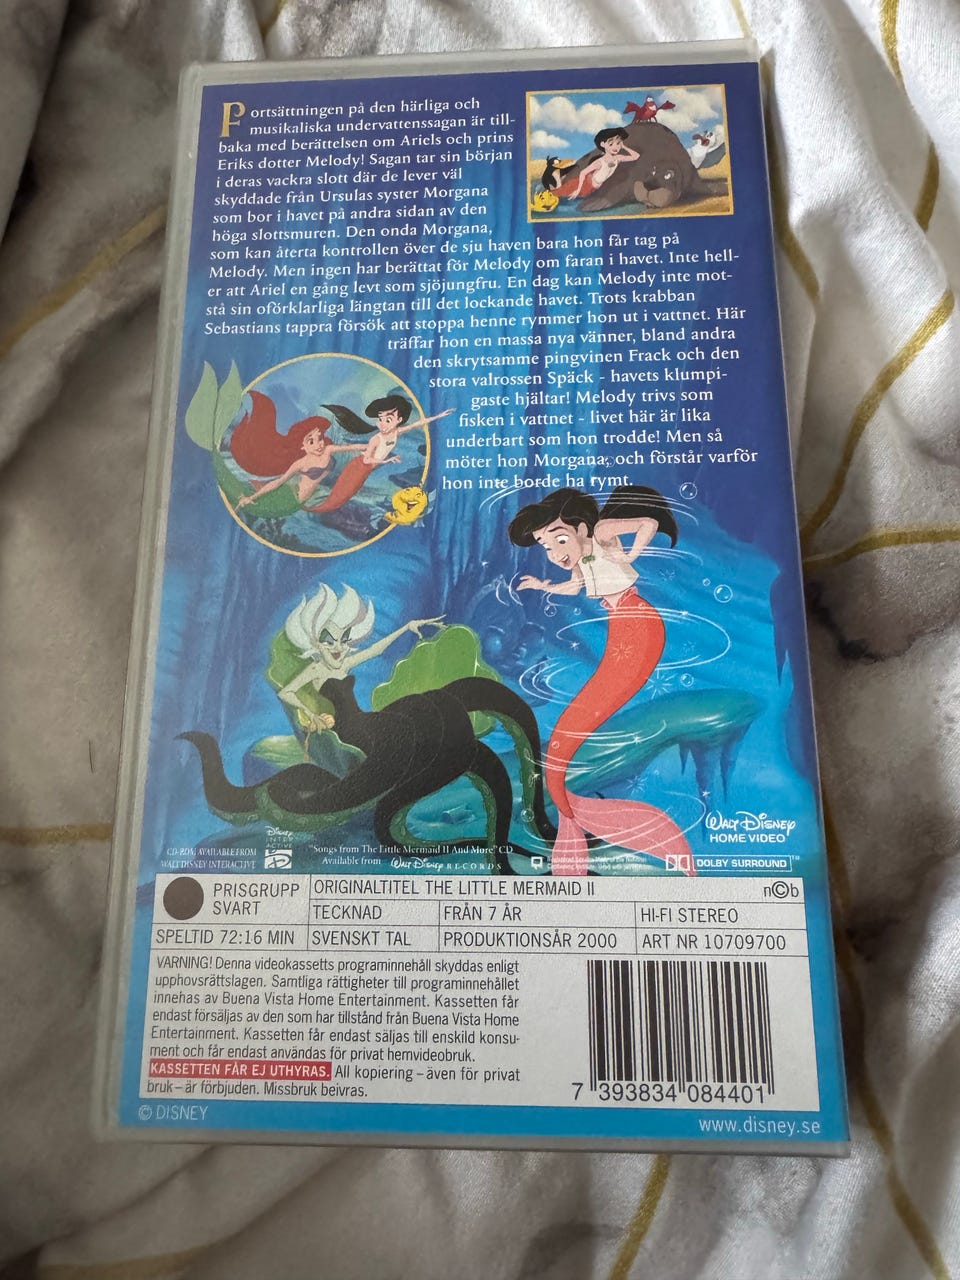 Fortsättningen på den härliga och
musikaliska undervattenssagan är till-
baka med berättelsen om Ariels och prins
Eriks dotter Melody! Sagan tar sin början
i deras vackra slott där de lever väl
skyddade från Ursulas syster Morgana
som bor i havet på andra sidan av den
höga slottsmuren. Den onda Morgana,
som kan återta kontrollen över de sju haven bara hon får tag på
Melody. Men ingen har berättat för Melody om faran i havet. Inte hell-
er att Ariel en gång levt som sjöjungfru. En dag kan Melody inte mot-
stå sin oförklarliga längtan till det lockande havet. Trots krabban
Sebastians tappra försök att stoppa henne rymmer hon ut i vattnet. Här
träffar hon en massa nya vänner, bland andra
den skrytsamme pingvinen Frack och den
stora valrossen Späck - havets klumpi-
gaste hjältar! Melody trivs som
fisken i vattnet - livet här är lika
underbart som hon trodde! Men så
möter hon Morgana, och förstår varför
hon inte borde ha rymt.
WALT DISNEY
HOME VIDEO
CD-ROM AVAILABLE FROM
WALT DISNEY INTERACTIVE
Disney
INTER
ACTIVE
"Songs from The Little Mermaid II And More" CD
Available from WALT DISNEY RECORDS
DOLBY SURROUND™
PRISGRUPP
SVART
ORIGINALTITEL THE LITTLE MERMAID II
n©b
TECKNAD
FRÅN 7 ÅR
HI-FI STEREO
SPELTID 72:16 MIN
SVENSKT TAL
PRODUKTIONSÅR 2000
ART NR 10709700
VARNING! Denna videokassetts programinnehåll skyddas enligt
upphovsrättslagen. Samtliga rättigheter till programinnehållet
innehas av Buena Vista Home Entertainment. Kassetten får
endast försäljas av den som har tillstånd från Buena Vista Home
Entertainment. Kassetten får endast säljas till enskild konsu-
ment och får endast användas för privat hemvideobruk.
KASSETTEN FÅR EJ UTHYRAS. All kopiering – även för privat
bruk – är förbjuden. Missbruk beivras.
7 393834 084401
© DISNEY
www.disney.se